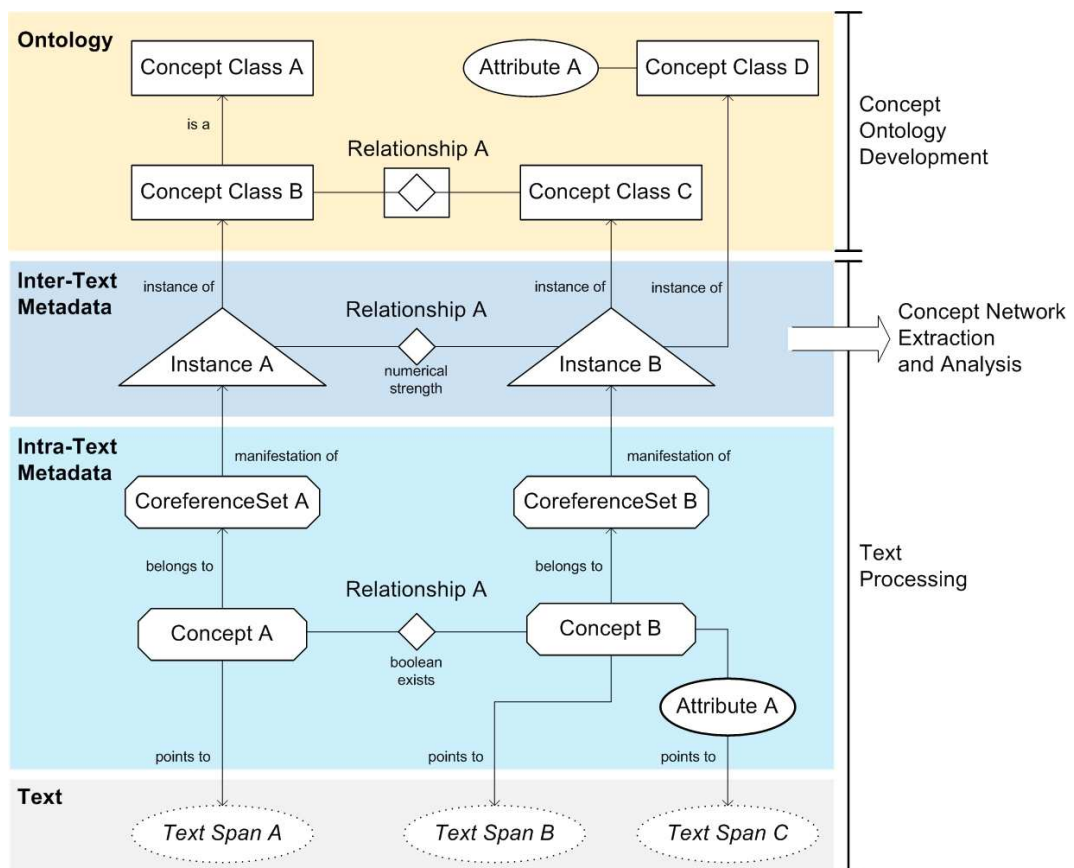 Ontology
Concept Class A
Attribute A
Concept Class D
is a
Relationship A
Concept Class B
Concept Class C
Concept
Ontology
Development
Inter-Text
Metadata
instance of
instance of
instance of
Relationship A
Instance A
numerical
strength
Instance B
Concept Network
Extraction
and Analysis
Intra-Text
Metadata
manifestation of
manifestation of
CoreferenceSet A
CoreferenceSet B
belongs to
belongs to
Relationship A
Concept A
boolean
exists
Concept B
Attribute A
points to
points to
points to
Text
Processing
Text
Text Span A
Text Span B
Text Span C